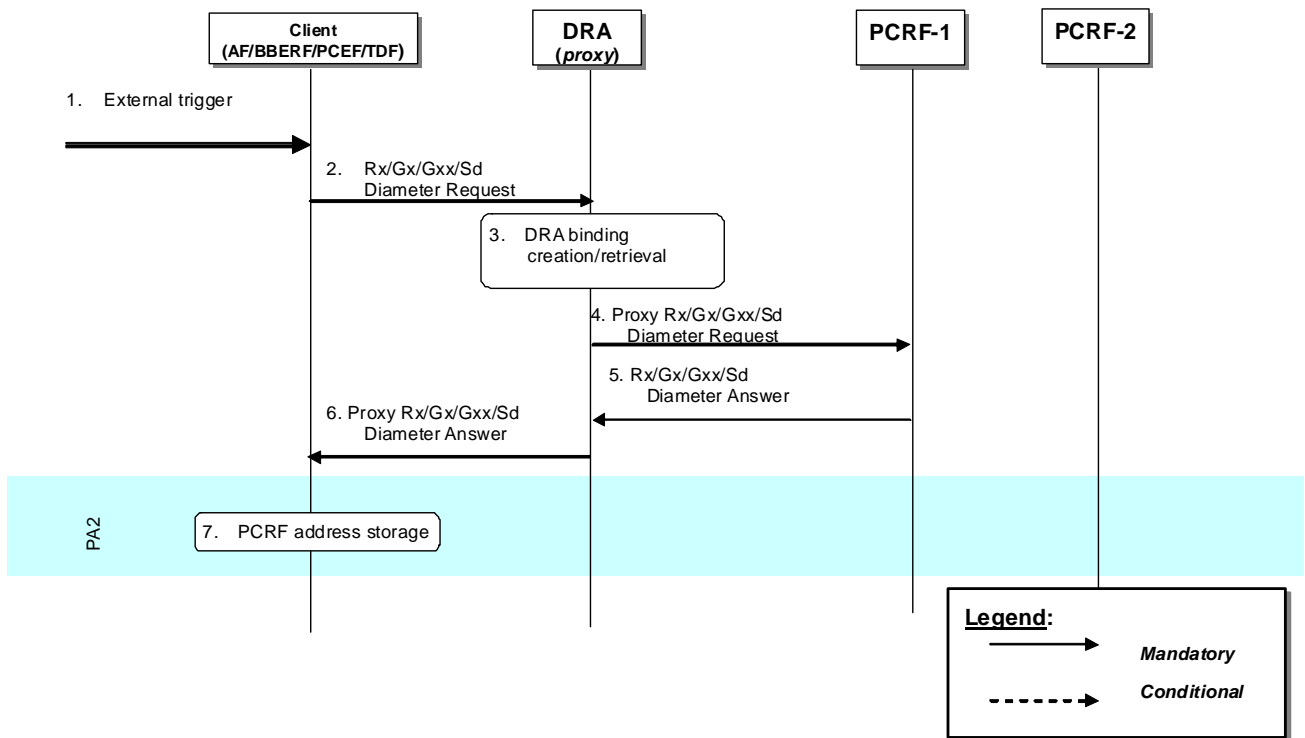 Client
(AF/BBERF/PCEF/TDF)
DRA
(proxy)
PCRF-1
PCRF-2
1. External trigger
2. Rx/Gx/Gxx/Sd
Diameter Request
3. DRA binding
creation/retrieval
4. Proxy Rx/Gx/Gxx/Sd
Diameter Request
5. Rx/Gx/Gxx/Sd
Diameter Answer
6. Proxy Rx/Gx/Gxx/Sd
Diameter Answer
PA2
7. PCRF address storage
Legend:
Mandatory
Conditional